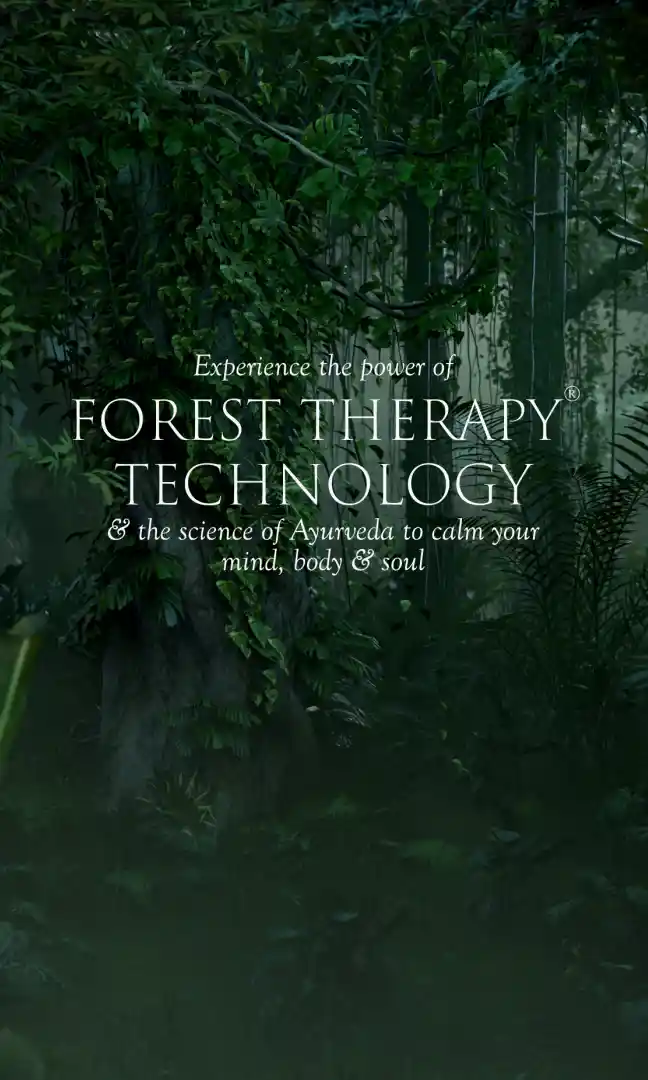 Experience the power of
FOREST THERAPY®
TECHNOLOGY
& the science of Ayurveda to calm your
mind, body & soul